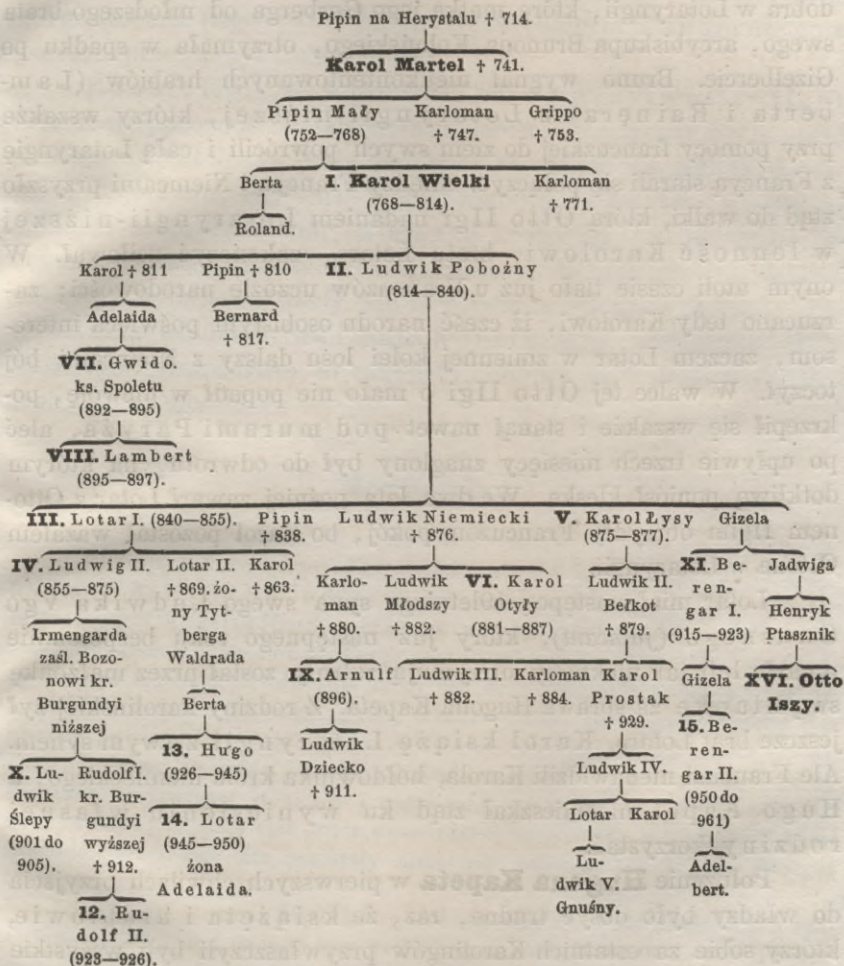 Pipin na Herystalu † 714.
Karol Martel † 741.
Pipin Mały Karloman Grippo
(752—768) † 747. † 753.
Berta I. Karol Wielki Karloman
(768—814). † 771.
Roland.
Karol † 811 Pipin † 810 II. Ludwik Pobożny
(814—840).
Adelaida Bernard
† 817.
VII. Gwido.
ks. Spoletu
(892—895)
VIII. Lambert
(895—897).
III. Lotar I. (840—855). Pipin Ludwik Niemiecki V. Karol Łysy Gizela
† 838. † 876. (875—877).
IV. Ludwig II. Lotar II. Karol
(855—875) † 869. żo- † 863.
ny Tyt-
berga
Waldrada
Karlo- Ludwik VI. Karol Ludwik II.
man Młodszy Otyły Bełkot
† 880. † 882. (881—887) † 879.
XI. Be- Jadwiga
ren-
gar I. Henryk
(915—923) Ptasznik
Irmengarda
zaśl. Bozo-
nowi kr.
Burgundyi
niższej
Berta
IX. Arnulf Ludwik III. Karloman Karol
(896). † 882. † 884. Prostak
† 929.
Gizela XVI. Otto
Iszy.
Ludwik
Dziecko
† 911.
13. Hugo
(926—945)
15. Be-
ren-
gar II.
(950 do
961)
Ludwik IV.
X. Lu- Rudolf I.
dwik kr. Bur-
Ślepy gundyi
(901 do wyższej
905). † 912.
14. Lotar
(945—950)
żona
Adelaida.
Lotar Karol
Lu-
dwik V.
Gnuśny.
Adel-
bert.
12. Ru-
dolf II.
(923—926).